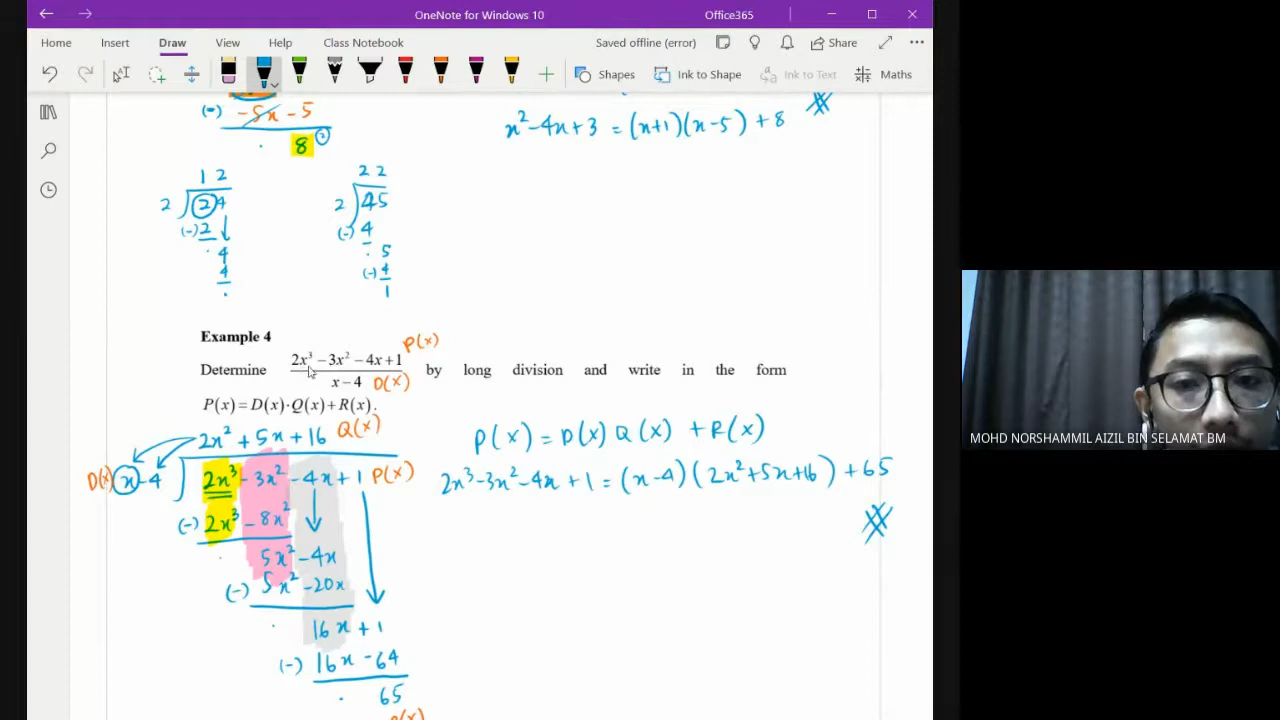 OneNote for Windows 10
Office365
Home Insert Draw View Help Class Notebook
Saved offline (error)
Share
Shapes
Ink to Shape
Ink to Text
Maths
(-) -5x - 5
8
x² - 4x + 3 = (x+1)(x-5) + 8
1 2
2 24
(-) 2
4
4
2 2
2 45
(-) 4
5
(-) 4
1
Example 4
P(x)
Determine 2x³ - 3x² - 4x + 1 / x - 4 D(x) by long division and write in the form
P(x) = D(x)·Q(x) + R(x).
2x² + 5x + 16 Q(x)
D(x) x - 4 2x³ - 3x² - 4x + 1 P(x)
(-) 2x³ - 8x²
5x² - 4x
(-) 5x² - 20x
16x + 1
(-) 16x - 64
65
P(x) = D(x) Q(x) + R(x)
2x³ - 3x² - 4x + 1 = (x-4)(2x² + 5x + 16) + 65
MOHD NORSHAMMIL AIZIL BIN SELAMAT BM